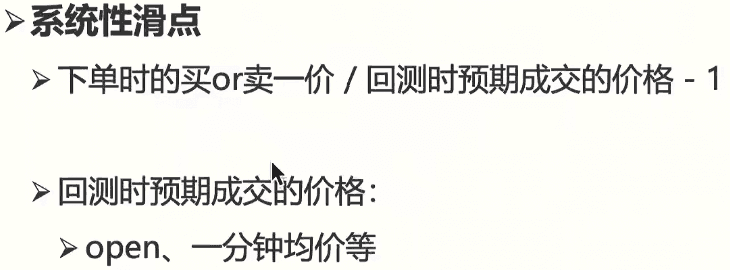 ➢系统性滑点
➢下单时的买or卖一价 / 回测时预期成交的价格 - 1
➢回测时预期成交的价格：
➢open、一分钟均价等